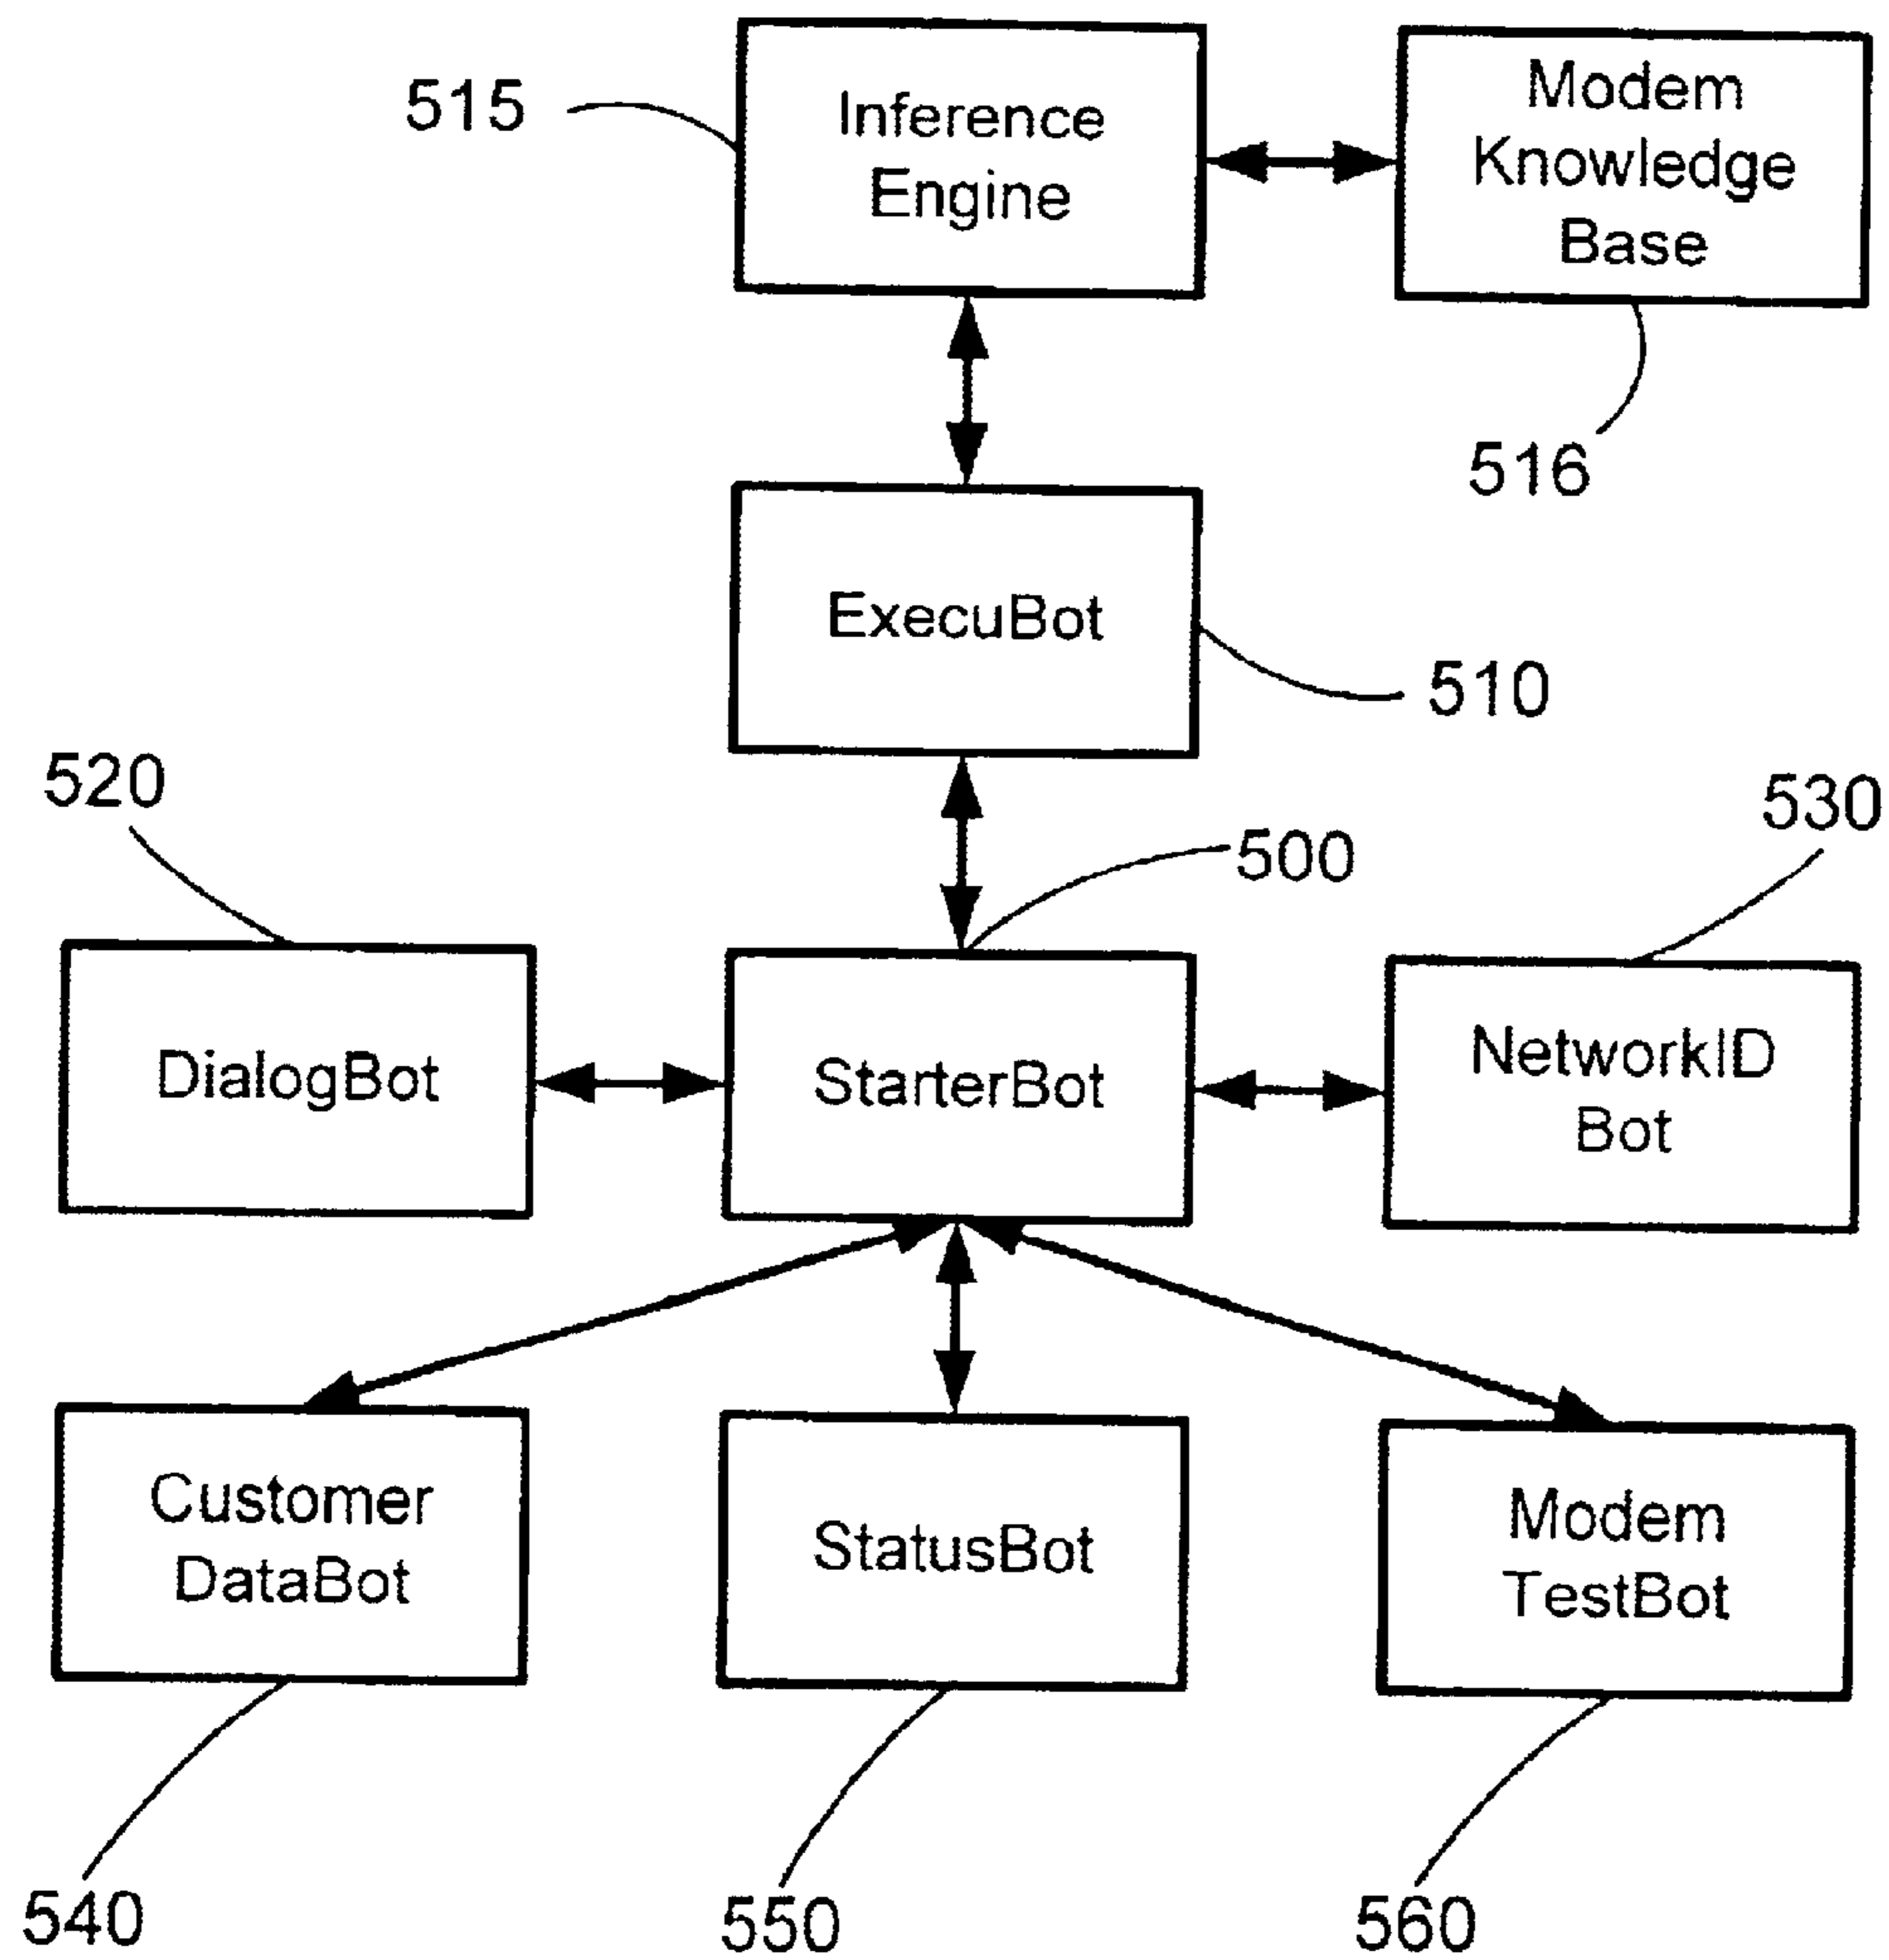 515
Inference
Engine
Modem
Knowledge
Base
516
ExecuBot
510
520
530
500
DialogBot
StarterBot
NetworkID
Bot
Customer
DataBot
StatusBot
Modem
TestBot
540
550
560